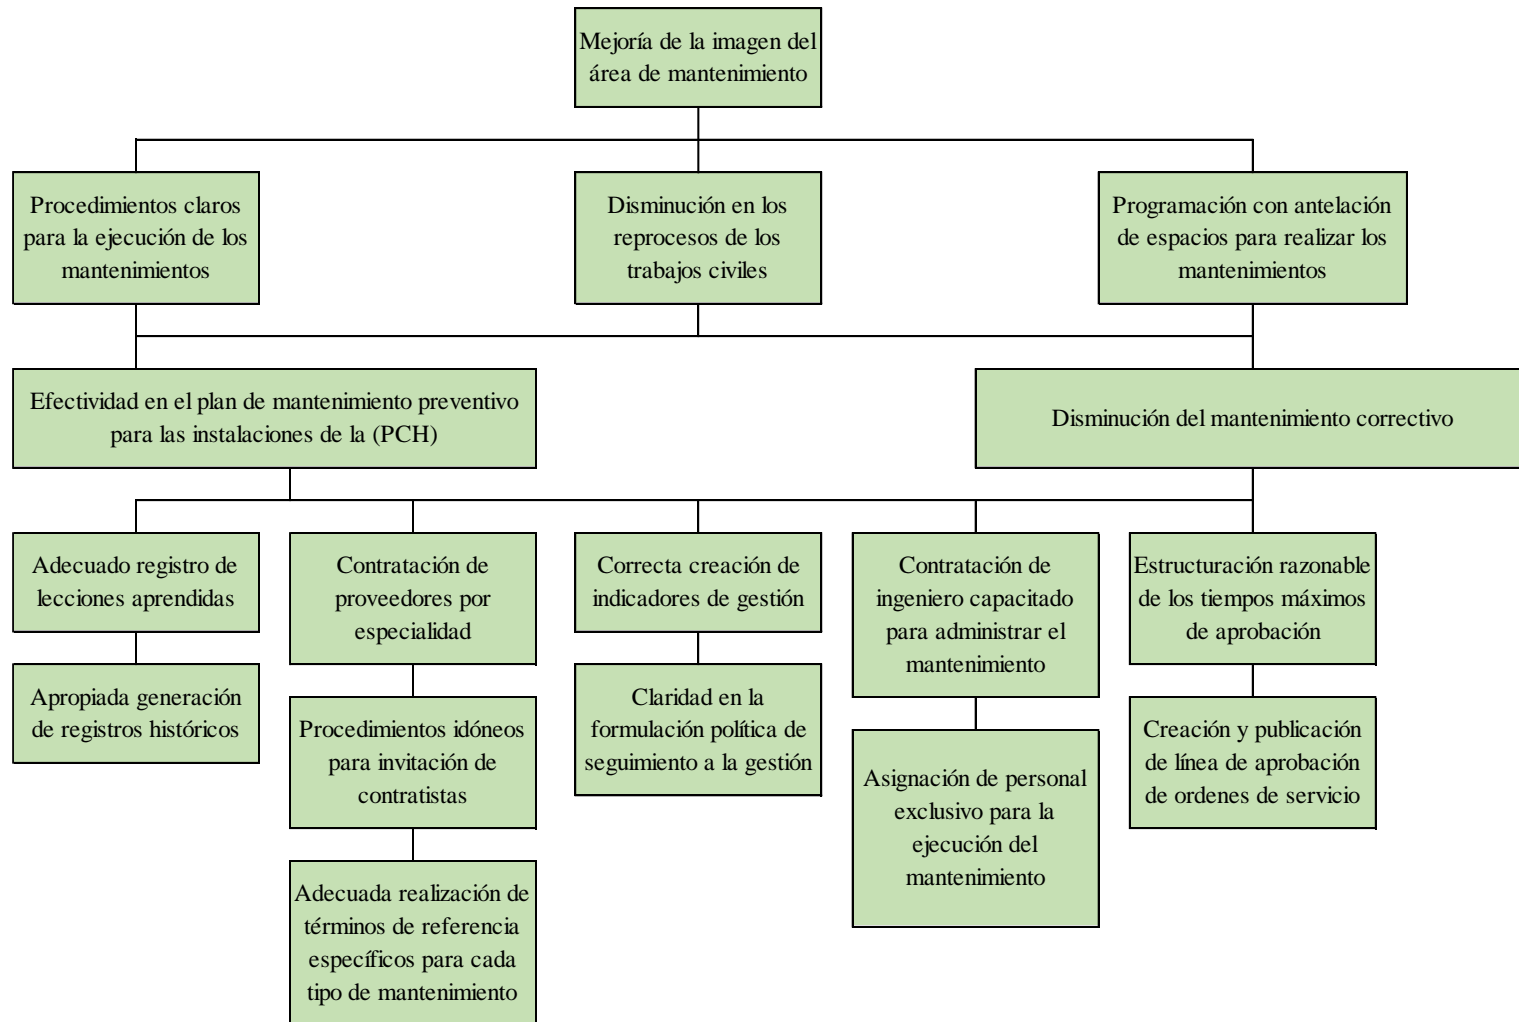 Mejoría de la imagen del
área de mantenimiento
Procedimientos claros
para la ejecución de los
mantenimientos
Disminución en los
reprocesos de los
trabajos civiles
Programación con antelación
de espacios para realizar los
mantenimientos
Efectividad en el plan de mantenimiento preventivo
para las instalaciones de la (PCH)
Disminución del mantenimiento correctivo
Adecuado registro de
lecciones aprendidas
Contratación de
proveedores por
especialidad
Correcta creación de
indicadores de gestión
Contratación de
ingeniero capacitado
para administrar el
mantenimiento
Estructuración razonable
de los tiempos máximos
de aprobación
Apropiada generación
de registros históricos
Procedimientos idóneos
para invitación de
contratistas
Claridad en la
formulación política de
seguimiento a la gestión
Asignación de personal
exclusivo para la
ejecución del
mantenimiento
Creación y publicación
de línea de aprobación
de ordenes de servicio
Adecuada realización de
términos de referencia
específicos para cada
tipo de mantenimiento